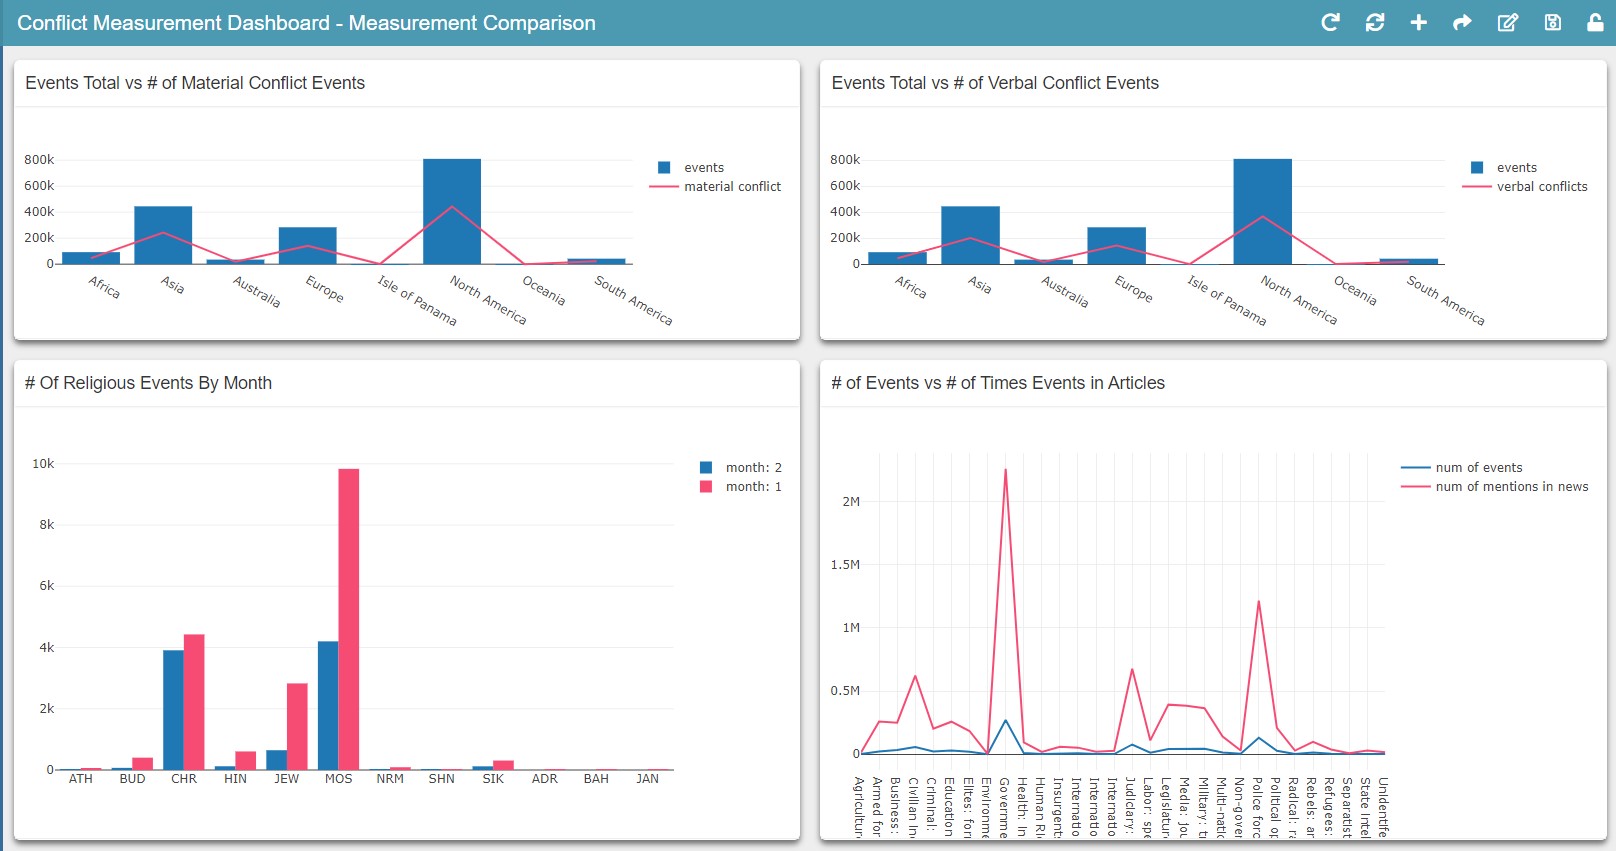 Conflict Measurement Dashboard - Measurement Comparison
Events Total vs # of Material Conflict Events
800k
600k
400k
200k
0
Africa
Asia
Australia
Europe
Isle of Panama
North America
Oceania
South America
events
material conflict
Events Total vs # of Verbal Conflict Events
800k
600k
400k
200k
0
Africa
Asia
Australia
Europe
Isle of Panama
North America
Oceania
South America
events
verbal conflicts
# Of Religious Events By Month
10k
8k
6k
4k
2k
0
ATH BUD CHR HIN JEW MOS NRM SHN SIK ADR BAH JAN
month: 2
month: 1
# of Events vs # of Times Events in Articles
2M
1.5M
1M
0.5M
0
Agricultur
Armed for
Business:
Civilian in
Criminal:
Education
Elites: for
Environme
Governme
Health: In
Human Ri
Insurgent
Internatio
Internatio
Internatio
Judiciary:
Labor: spe
Legislatur
Media: jou
Military: t
Multi-natio
Non-gover
Police forc
Political op
Radical: r
Rebels: ar
Refugees:
Separatist
State Intel
Unidentife
num of events
num of mentions in news